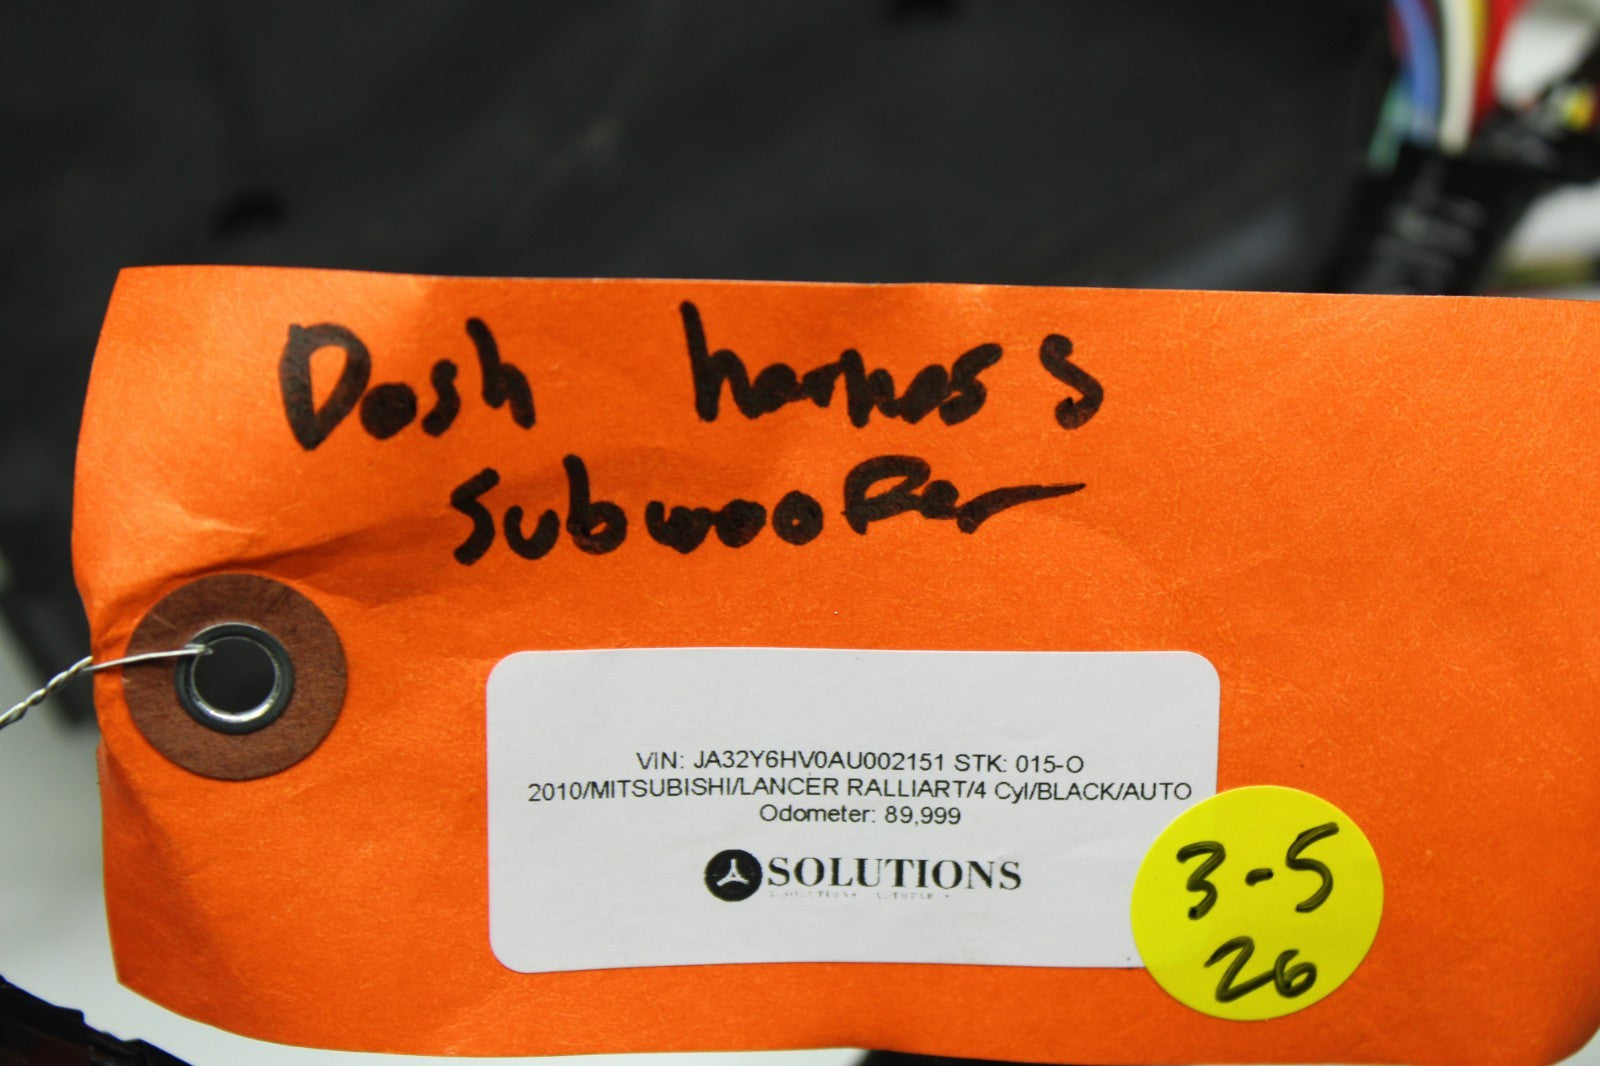 Dash harness
subwoofer
VIN: JA32Y6HV0AU002151 STK: 015-O
2010/MITSUBISHI/LANCER RALLIART/4 Cyl/BLACK/AUTO
Odometer: 89,999
SOLUTIONS
3-5
26